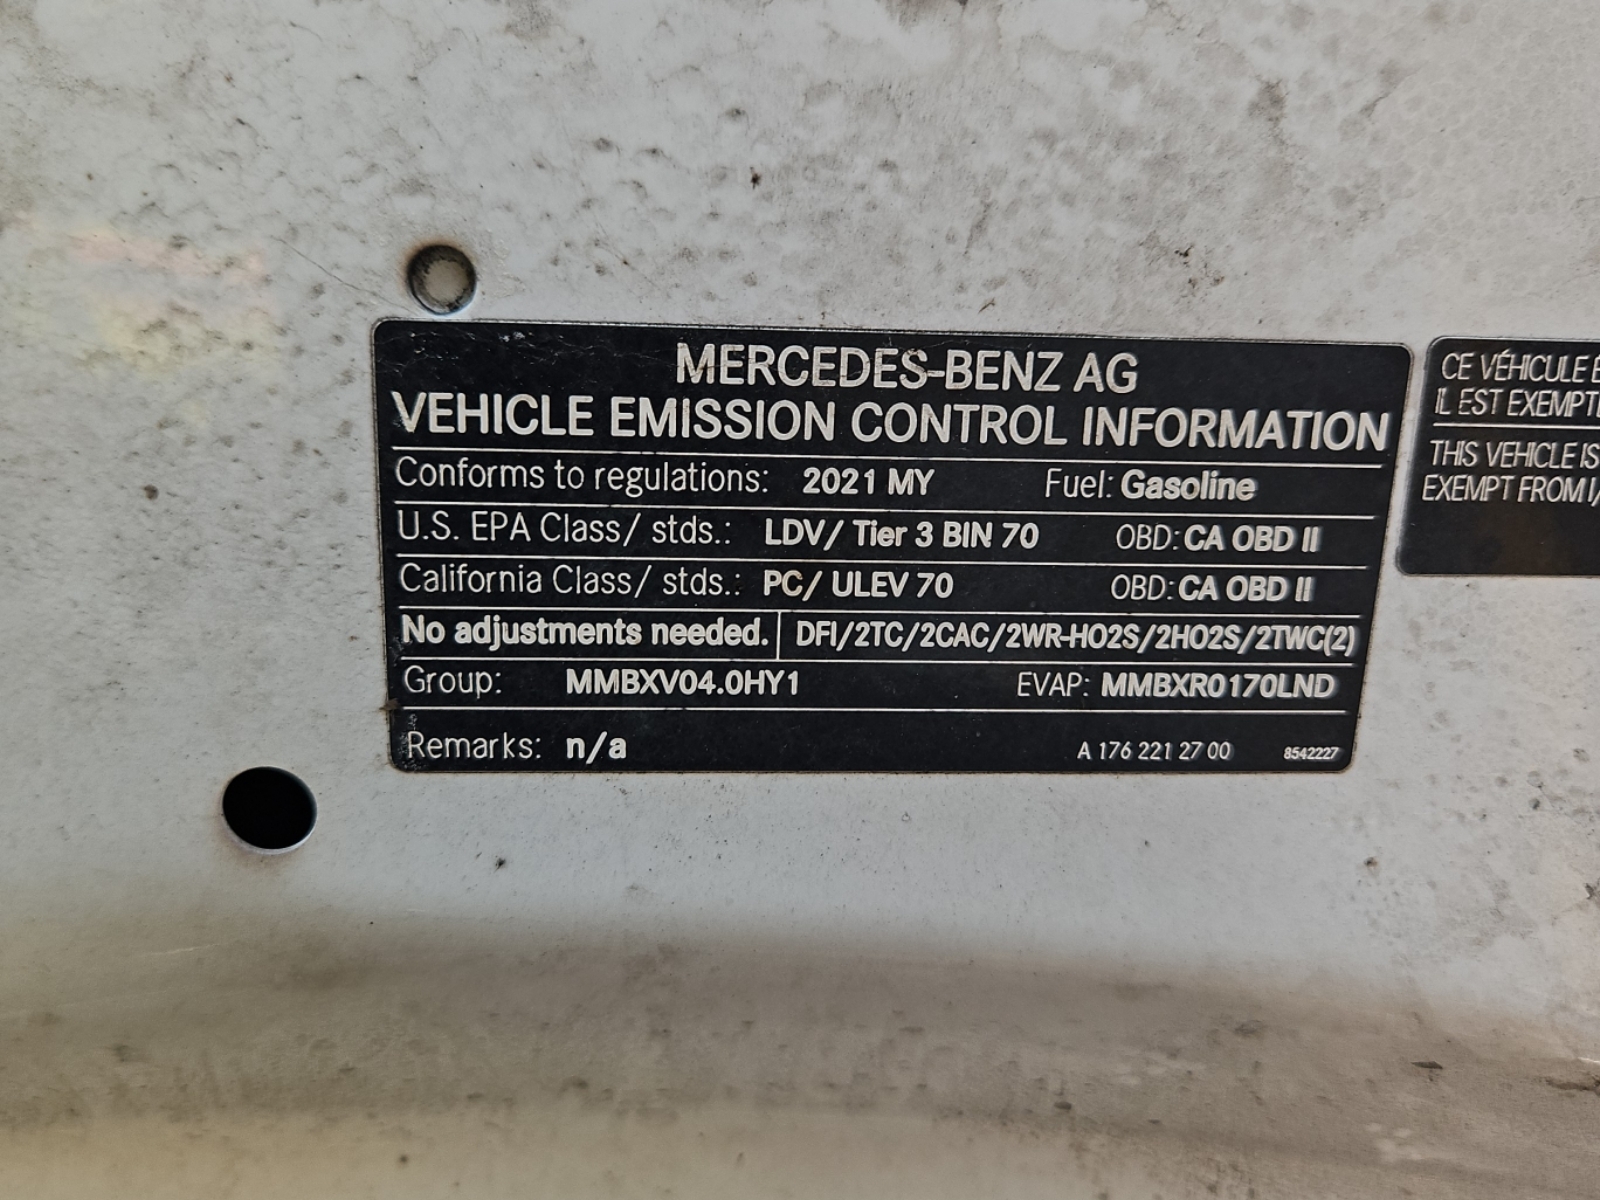 MERCEDES-BENZ AG
VEHICLE EMISSION CONTROL INFORMATION
Conforms to regulations: 2021 MY Fuel: Gasoline
U.S. EPA Class/ stds.: LDV/ Tier 3 BIN 70 OBD: CA OBD II
California Class/ stds.: PC/ ULEV 70 OBD: CA OBD II
No adjustments needed. DFI/2TC/2CAC/2WR-HO2S/2HO2S/2TWC(2)
Group: MMBXV04.0HY1 EVAP: MMBXR0170LND
Remarks: n/a A 176 221 27 00 8542227
CE VÉHICULE
IL EST
THIS VEHICLE IS
EXEMPT FROM